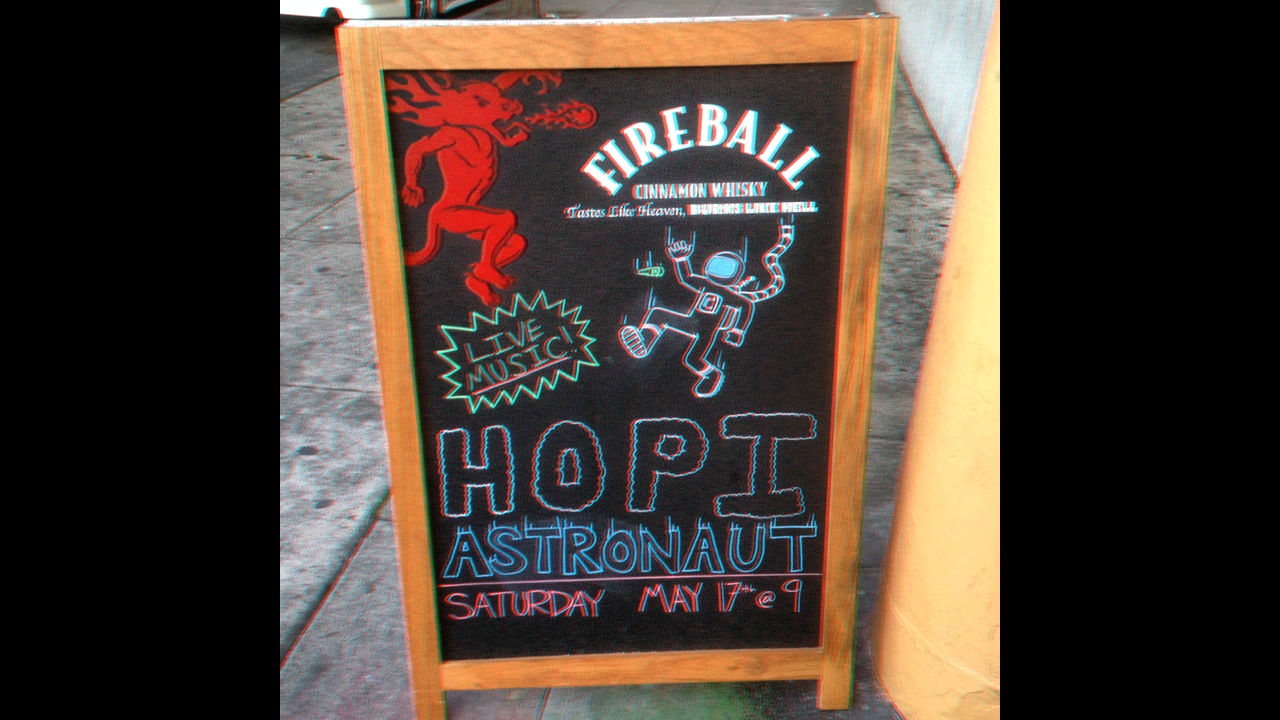 FIREBALL
CINNAMON WHISKY
Tastes Like Heaven, BURNS LIKE HELL
LIVE
MUSIC!
HOPI
ASTRONAUT
SATURDAY MAY 17th @ 9